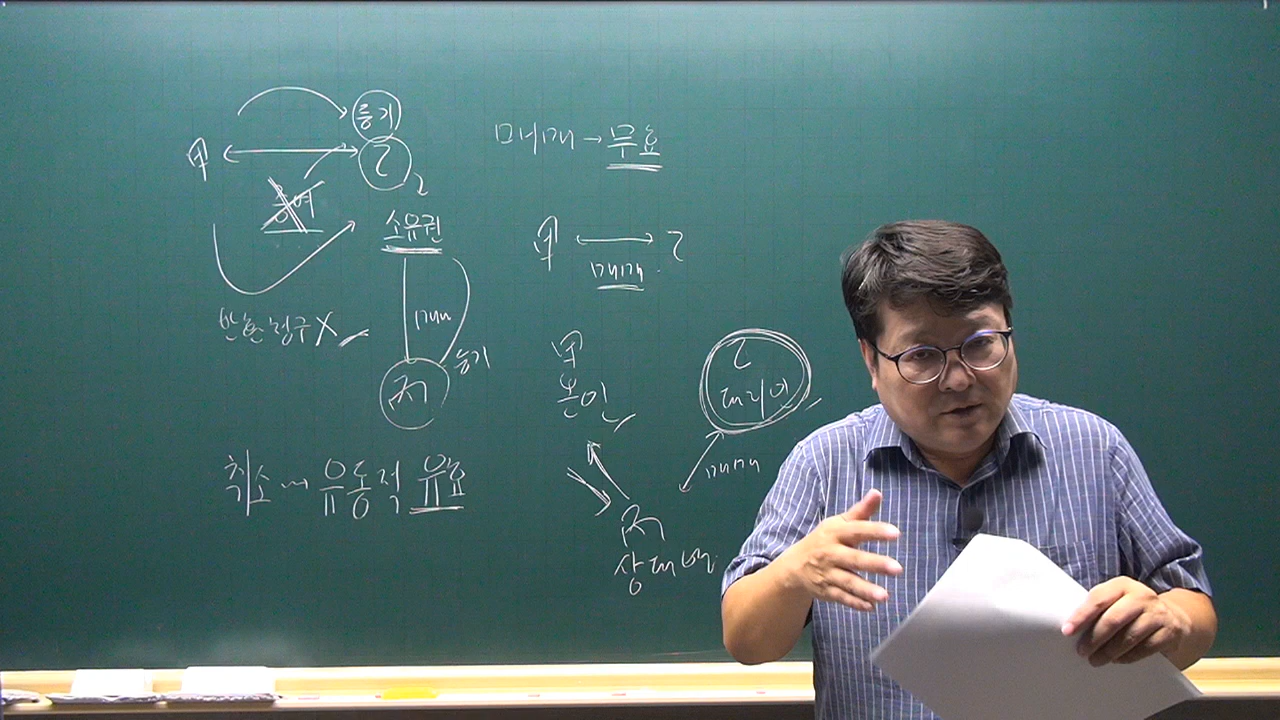 등기
甲 乙 2
증여
소유권
반환청구 X
매매
丙 등기
취소 → 유동적 유효
매매 → 무효
甲 乙
매매
甲
본인
乙
대리인
매매
丙
상대방